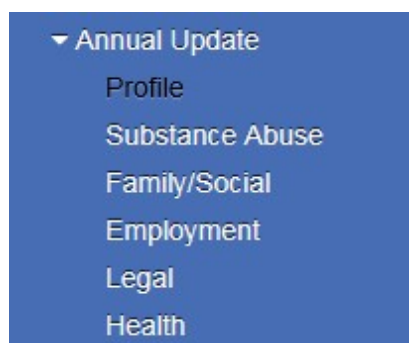 Annual Update
Profile
Substance Abuse
Family/Social
Employment
Legal
Health